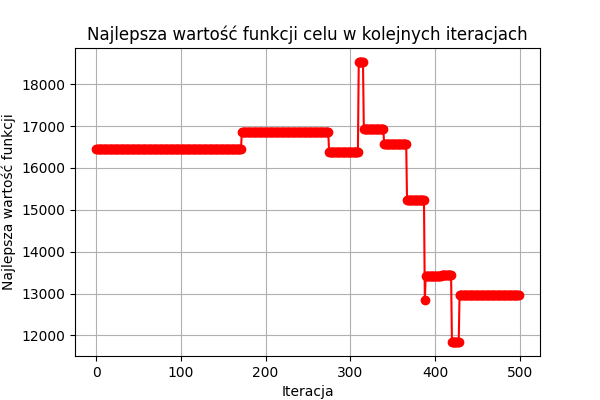 Najlepsza wartość funkcji celu w kolejnych iteracjach
Najlepsza wartość funkcji
18000
17000
16000
15000
14000
13000
12000
0 100 200 300 400 500
Iteracja